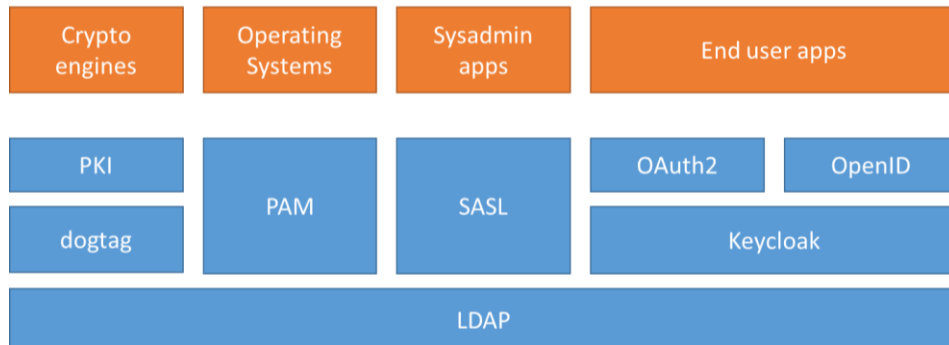 Crypto
engines
Operating
Systems
Sysadmin
apps
End user apps
PKI
PAM
SASL
OAuth2
OpenID
dogtag
Keycloak
LDAP